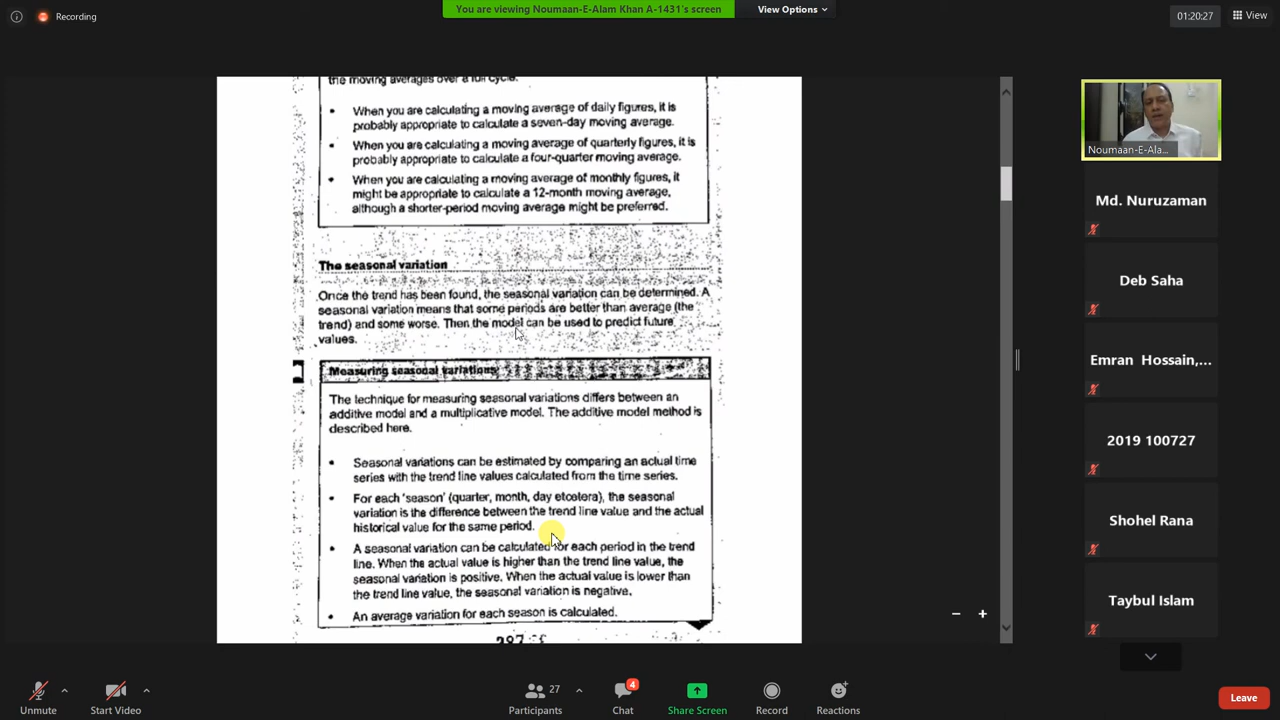 Recording
You are viewing Noumaan-E-Alam Khan A-1431's screen
View Options
01:20:27
View
the moving averages over a full cycle.
• When you are calculating a moving average of daily figures, it is
probably appropriate to calculate a seven-day moving average.
• When you are calculating a moving average of quarterly figures, it is
probably appropriate to calculate a four-quarter moving average.
• When you are calculating a moving average of monthly figures, it
might be appropriate to calculate a 12-month moving average,
although a shorter-period moving average might be preferred.
The seasonal variation
Once the trend has been found, the seasonal variation can be determined. A
seasonal variation means that some periods are better than average (the
trend) and some worse. Then the model can be used to predict future
values.
Measuring seasonal variations
The technique for measuring seasonal variations differs between an
additive model and a multiplicative model. The additive model method is
described here.
• Seasonal variations can be estimated by comparing an actual time
series with the trend line values calculated from the time series.
• For each 'season' (quarter, month, day etcetera), the seasonal
variation is the difference between the trend line value and the actual
historical value for the same period.
• A seasonal variation can be calculated for each period in the trend
line. When the actual value is higher than the trend line value, the
seasonal variation is positive. When the actual value is lower than
the trend line value, the seasonal variation is negative.
• An average variation for each season is calculated.
287
Noumaan-E-Ala...
Md. Nuruzaman
Deb Saha
Emran Hossain,...
2019 100727
Shohel Rana
Taybul Islam
Unmute
Start Video
27
Participants
4
Chat
Share Screen
Record
Reactions
Leave